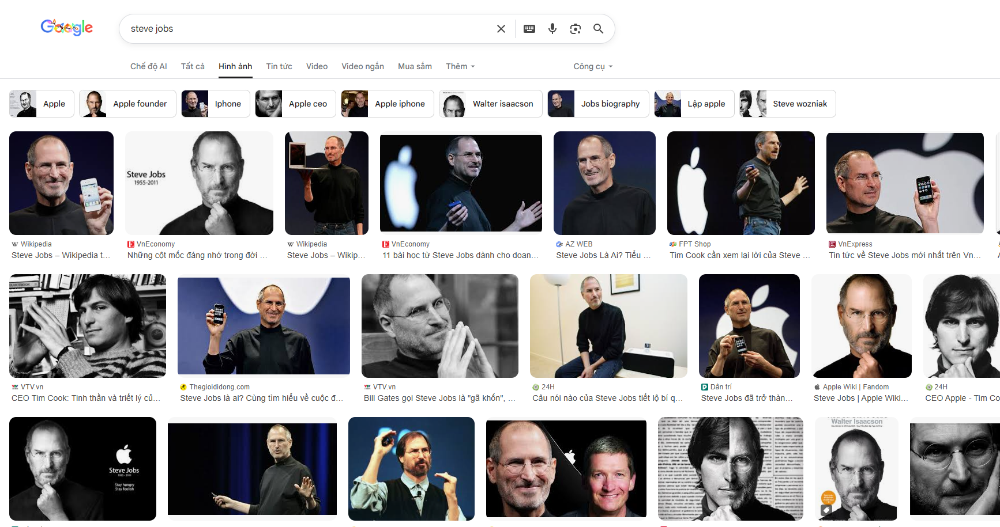 Google
steve jobs
Chế độ AI
Tất cả
Hình ảnh
Tin tức
Video
Video ngắn
Mua sắm
Thêm
Công cụ
Apple
Apple founder
Iphone
Apple ceo
Apple iphone
Walter isaacson
Jobs biography
Lập apple
Steve wozniak
Steve Jobs
1955-2011
Wikipedia
Steve Jobs – Wikipedia t...
VnEconomy
Những cột mốc đáng nhớ trong đời ...
Wikipedia
Steve Jobs – Wikip...
VnEconomy
11 bài học từ Steve Jobs dành cho doan...
AZ WEB
Steve Jobs Là Ai? Tiểu ...
FPT Shop
Tim Cook cần xem lại lời của Steve ...
VnExpress
Tin tức về Steve Jobs mới nhất trên Vn...
VTV.vn
CEO Tim Cook: Tinh thần và triết lý củ...
Thegioididong.com
Steve Jobs là ai? Cùng tìm hiểu về cuộc đ...
VTV.vn
Bill Gates gọi Steve Jobs là "gã khốn", ...
24H
Câu nói nào của Steve Jobs tiết lộ bí q...
Dân trí
Steve Jobs đã trở thàn...
Apple Wiki | Fandom
Steve Jobs | Apple Wiki...
24H
CEO Apple - Tim Co
Steve Jobs
1955 - 2011
Stay hungry
Stay foolish
Walter Isaacson